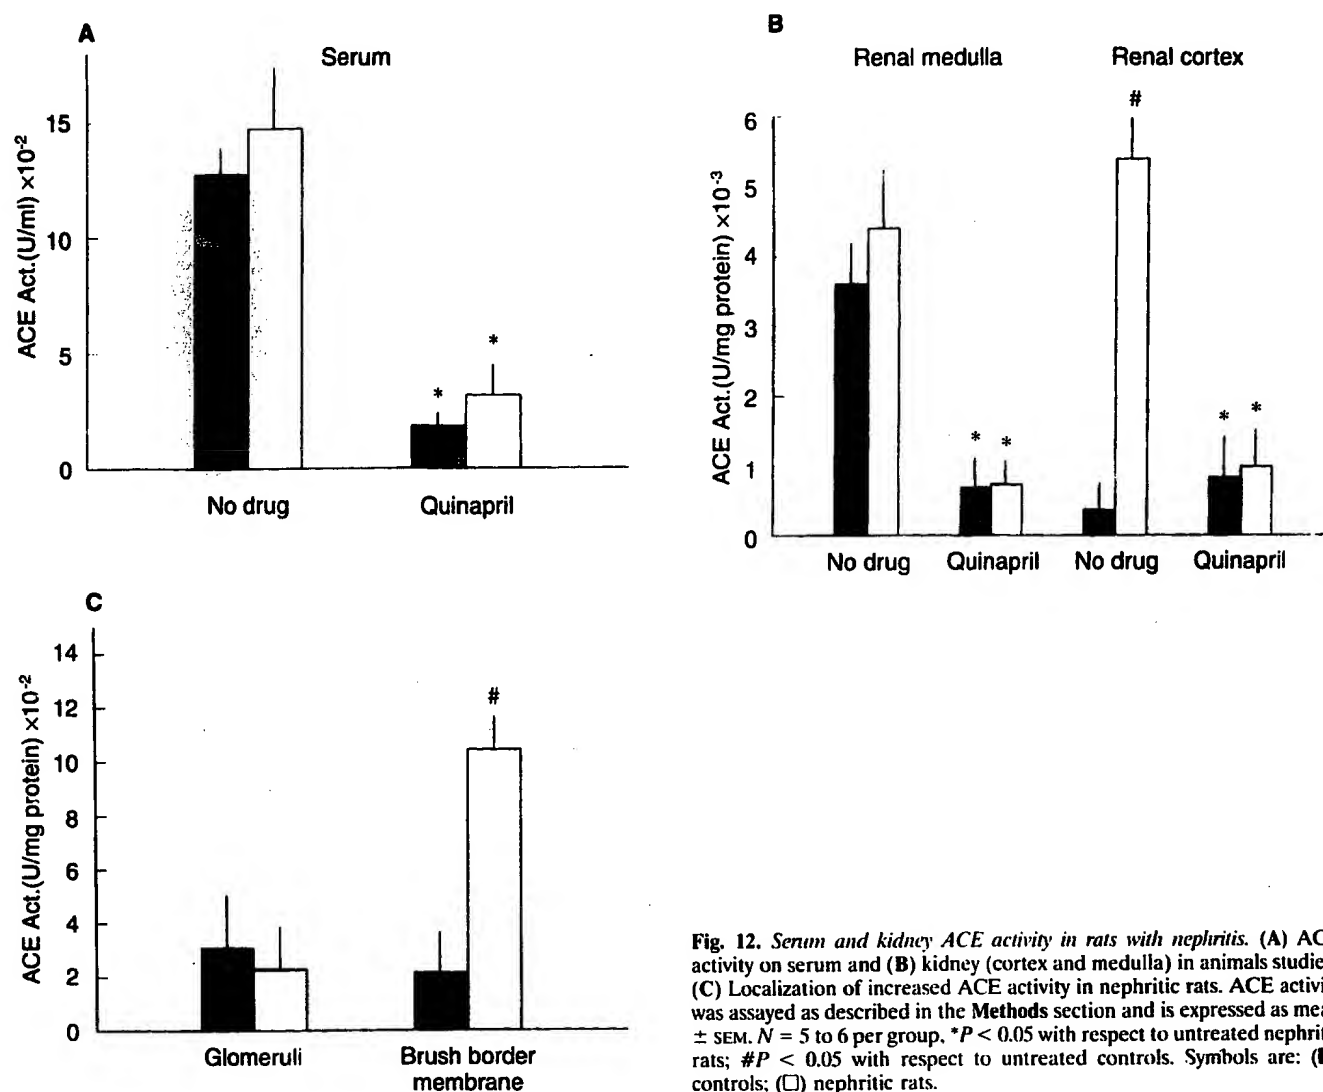 A
Serum
ACE Act.(U/ml) ×10-2
15
10
5
0
*
*
No drug
Quinapril
B
Renal medulla
Renal cortex
ACE Act.(U/mg protein) ×10-3
6
5
4
3
2
1
0
*
*
#
*
*
No drug
Quinapril
No drug
Quinapril
C
ACE Act.(U/mg protein) ×10-2
14
12
10
8
6
4
2
0
#
Glomeruli
Brush border
membrane
Fig. 12. Serum and kidney ACE activity in rats with nephritis. (A) AC
activity on serum and (B) kidney (cortex and medulla) in animals studie
(C) Localization of increased ACE activity in nephritic rats. ACE activi
was assayed as described in the Methods section and is expressed as mea
± SEM. N = 5 to 6 per group, *P < 0.05 with respect to untreated nephrit
rats; #P < 0.05 with respect to untreated controls. Symbols are: (■
controls; (□) nephritic rats.